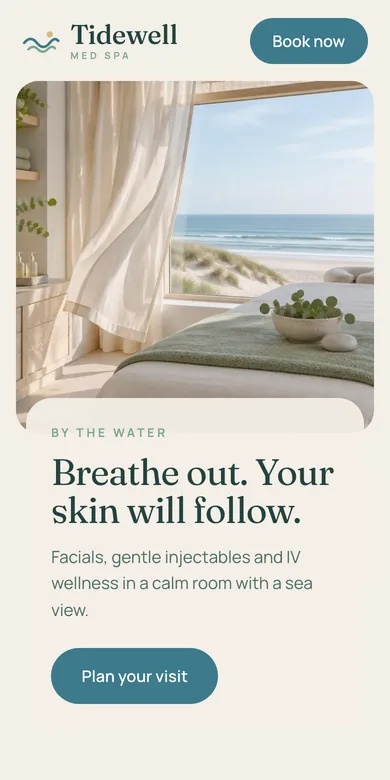 Tidewell
MED SPA
Book now
BY THE WATER
Breathe out. Your
skin will follow.
Facials, gentle injectables and IV
wellness in a calm room with a sea
view.
Plan your visit